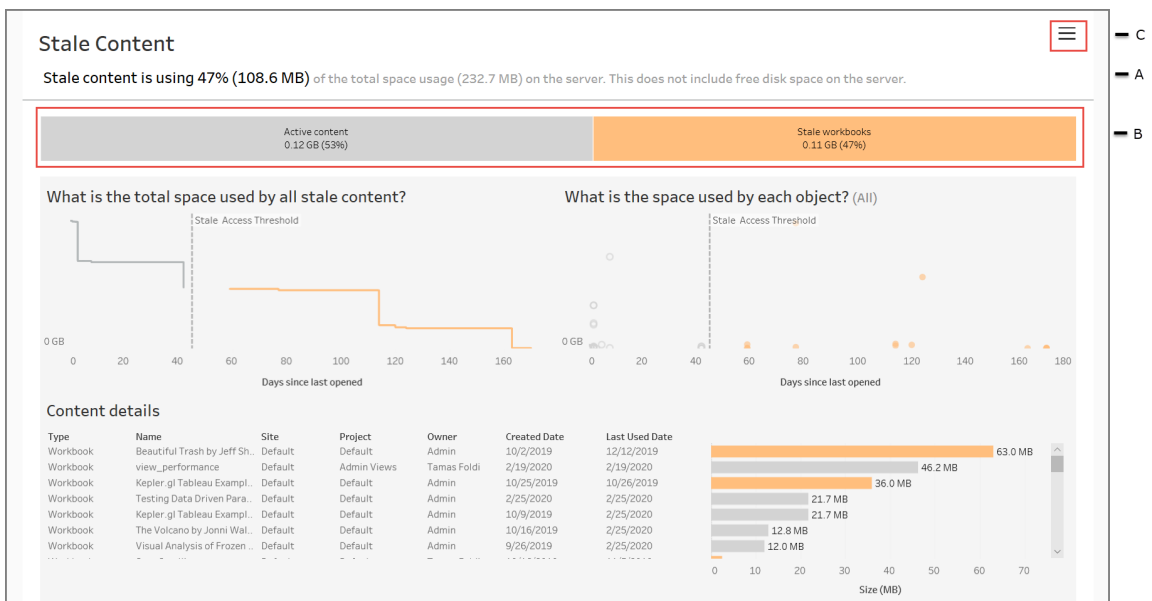 Stale Content
C
Stale content is using 47% (108.6 MB) of the total space usage (232.7 MB) on the server. This does not include free disk space on the server.
A
Active content
0.12 GB (53%)
Stale workbooks
0.11 GB (47%)
B
What is the total space used by all stale content?
Stale Access Threshold
0 GB
0 20 40 60 80 100 120 140 160
Days since last opened
What is the space used by each object? (All)
Stale Access Threshold
0 GB
0 20 40 60 80 100 120 140 160 180
Days since last opened
Content details
Type Name Site Project Owner Created Date Last Used Date
Workbook Beautiful Trash by Jeff Sh.. Default Default Admin 10/2/2019 12/12/2019 63.0 MB
Workbook view_performance Default Admin Views Tamas Foldi 2/19/2020 2/19/2020 46.2 MB
Workbook Kepler.gl Tableau Exampl.. Default Default Admin 10/25/2019 10/26/2019 36.0 MB
Workbook Testing Data Driven Para.. Default Default Admin 2/25/2020 2/25/2020 21.7 MB
Workbook Kepler.gl Tableau Exampl.. Default Default Admin 10/9/2019 2/25/2020 21.7 MB
Workbook The Volcano by Jonni Wal.. Default Default Admin 10/16/2019 2/25/2020 12.8 MB
Workbook Visual Analysis of Frozen .. Default Default Admin 9/26/2019 2/25/2020 12.0 MB
0 10 20 30 40 50 60 70
Size (MB)